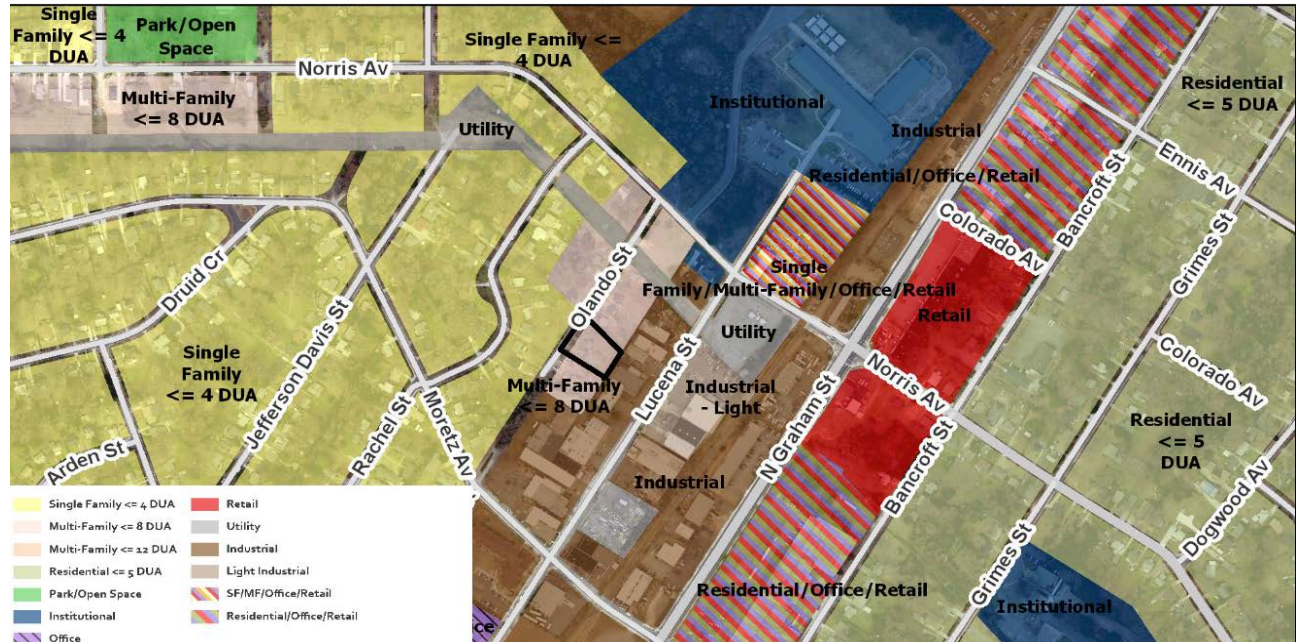 Single
Family <= 4
DUA
Park/Open
Space
Single Family <=
4 DUA
Norris Av
Multi-Family
<= 8 DUA
Utility
Institutional
Industrial
Residential
<= 5 DUA
Ennis Av
Residential/Office/Retail
Bancroft St
Colorado Av
Grimes St
Druid Cr
Olando St
Single
Family/Multi-Family/Office/Retail
Retail
Utility
Single
Family
<= 4 DUA
Jefferson Davis St
Rachel St
Moretz Av
Multi-Family
<= 8 DUA
Lucena St
Industrial
- Light
N Graham St
Norris Av
Colorado Av
Residential
<= 5
DUA
Arden St
Industrial
Bancroft St
Dogwood Av
Grimes St
Residential/Office/Retail
Institutional
ce
Single Family <= 4 DUA
Multi-Family <= 8 DUA
Multi-Family <= 12 DUA
Residential <= 5 DUA
Park/Open Space
Institutional
Office
Retail
Utility
Industrial
Light Industrial
SF/MF/Office/Retail
Residential/Office/Retail